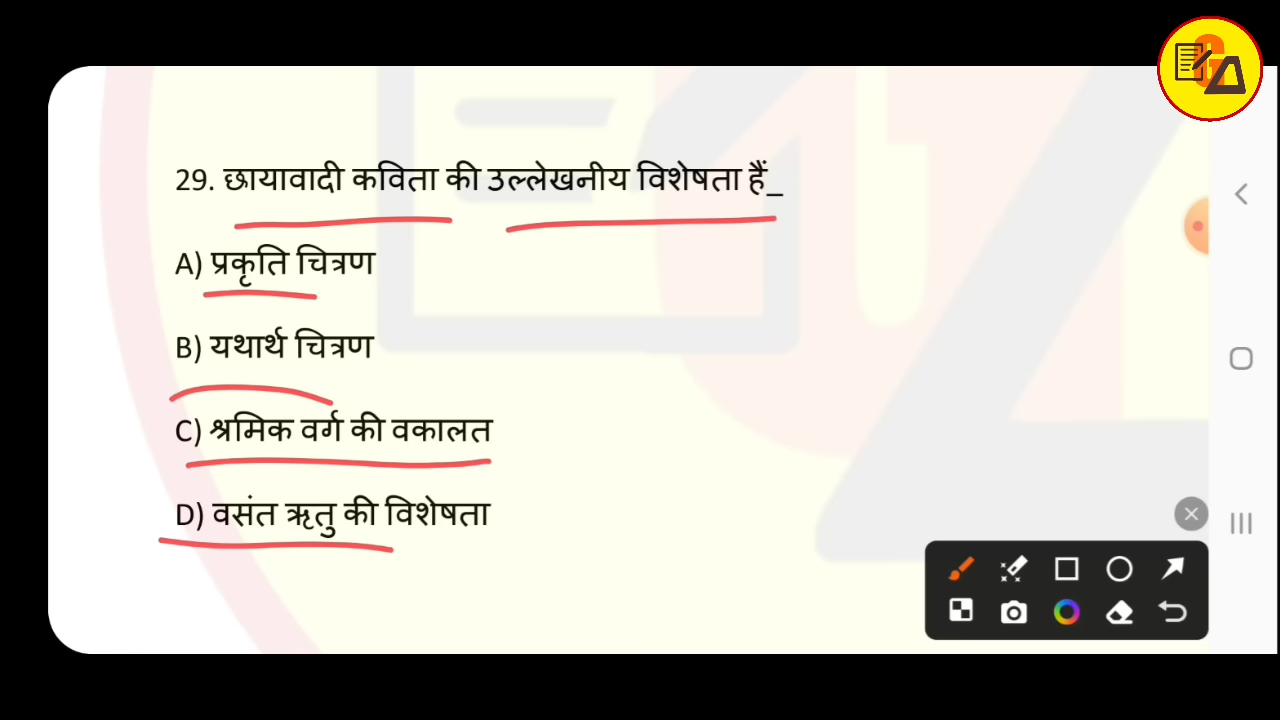 29. छायावादी कविता की उल्लेखनीय विशेषता हैं_
A) प्रकृति चित्रण
B) यथार्थ चित्रण
C) श्रमिक वर्ग की वकालत
D) वसंत ऋतु की विशेषता